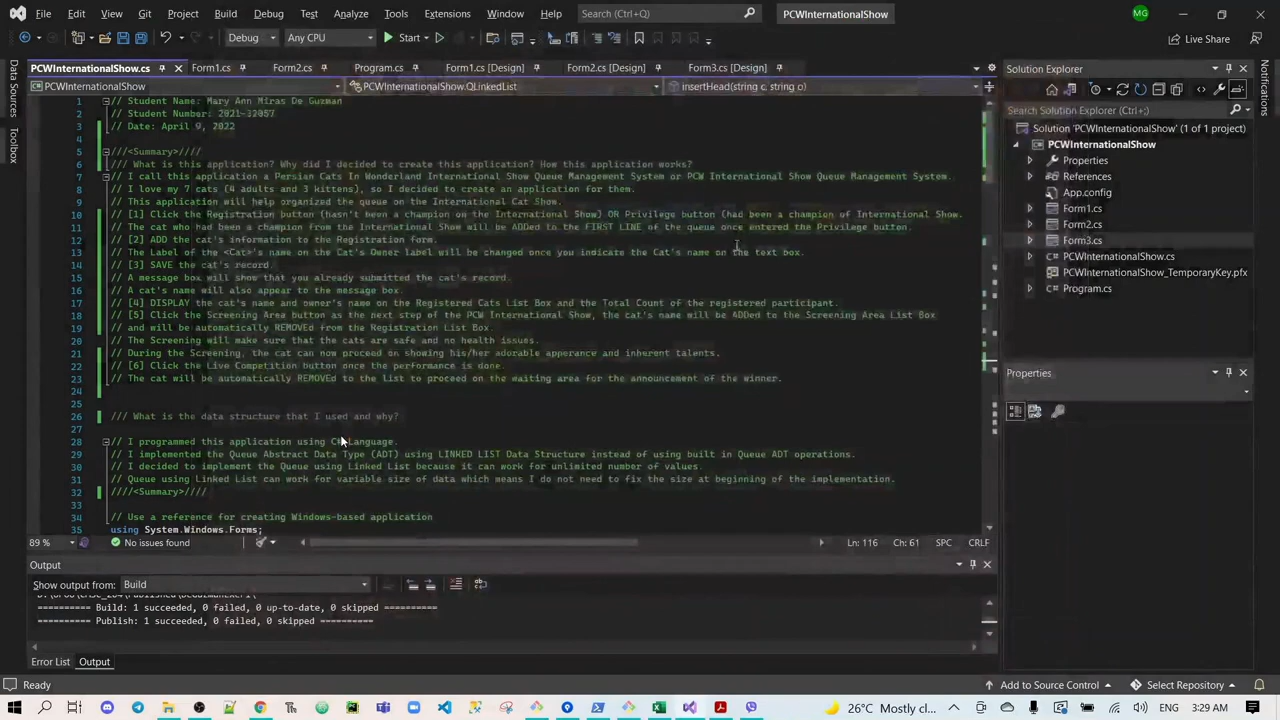 File Edit View Git Project Build Debug Test Analyze Tools Extensions Window Help Search (Ctrl+Q) PCWInternationalShow MG
Debug Any CPU Start Live Share
Data Sources
Toolbox
Notifications
PCWInternationalShow.cs Form1.cs Form2.cs Program.cs Form1.cs [Design] Form2.cs [Design] Form3.cs [Design]
PCWInternationalShow PCWInternationalShow.QLinkedList insertHead(string c, string o)
1 // Student Name: Mary Ann Miras De Guzman
2 // Student Number: 2021-32057
3 // Date: April 9, 2022
4
5 ///<Summary>////
6 /// What is this application? Why did I decided to create this application? How this application works?
7 // I call this application a Persian Cats In Wonderland International Show Queue Management System or PCW International Show Queue Management System.
8 // I love my 7 cats (4 adults and 3 kittens), so I decided to create an application for them.
9 // This application will help organized the queue on the International Cat Show.
10 // [1] Click the Registration button (hasn't been a champion on the International Show) OR Privilege button (had been a champion of International Show.
11 // The cat who had been a champion from the International Show will be ADDed to the FIRST LINE of the queue once entered the Privilege button.
12 // [2] ADD the cat's information to the Registration form.
13 // The Label of the <Cat>'s name on the Cat's Owner label will be changed once you indicate the Cat's name on the text box.
14 // [3] SAVE the cat's record.
15 // A message box will show that you already submitted the cat's record.
16 // A cat's name will also appear to the message box.
17 // [4] DISPLAY the cat's name and owner's name on the Registered Cats List Box and the Total Count of the registered participant.
18 // [5] Click the Screening Area button as the next step of the PCW International Show, the cat's name will be ADDed to the Screening Area List Box
19 // and will be automatically REMOVEd from the Registration List Box.
20 // The Screening will make sure that the cats are safe and no health issues.
21 // During the Screening, the cat can now proceed on showing his/her adorable apperance and inherent talents.
22 // [6] Click the Live Competition button once the performance is done.
23 // The cat will be automatically REMOVEd to the list to proceed on the waiting area for the announcement of the winner.
24
25
26 /// What is the data structure that I used and why?
27
28 // I programmed this application using C# Language.
29 // I implemented the Queue Abstract Data Type (ADT) using LINKED LIST Data Structure instead of using built in Queue ADT operations.
30 // I decided to implement the Queue using Linked List because it can work for unlimited number of values.
31 // Queue using Linked List can work for variable size of data which means I do not need to fix the size at beginning of the implementation.
32 ////<Summary>////
33
34 // Use a reference for creating Windows-based application
35 using System.Windows.Forms;
89 % No issues found Ln: 116 Ch: 61 SPC CRLF
Output
Show output from: Build
========== Build: 1 succeeded, 0 failed, 0 up-to-date, 0 skipped ==========
========== Publish: 1 succeeded, 0 failed, 0 skipped ==========
Error List Output
Solution Explorer
Search Solution Explorer (Ctrl+;)
Solution 'PCWInternationalShow' (1 of 1 project)
PCWInternationalShow
Properties
References
App.config
Form1.cs
Form2.cs
Form3.cs
PCWInternationalShow.cs
PCWInternationalShow_TemporaryKey.pfx
Program.cs
Properties
Ready Add to Source Control Select Repository
26°C Mostly cl... 3:29 AM